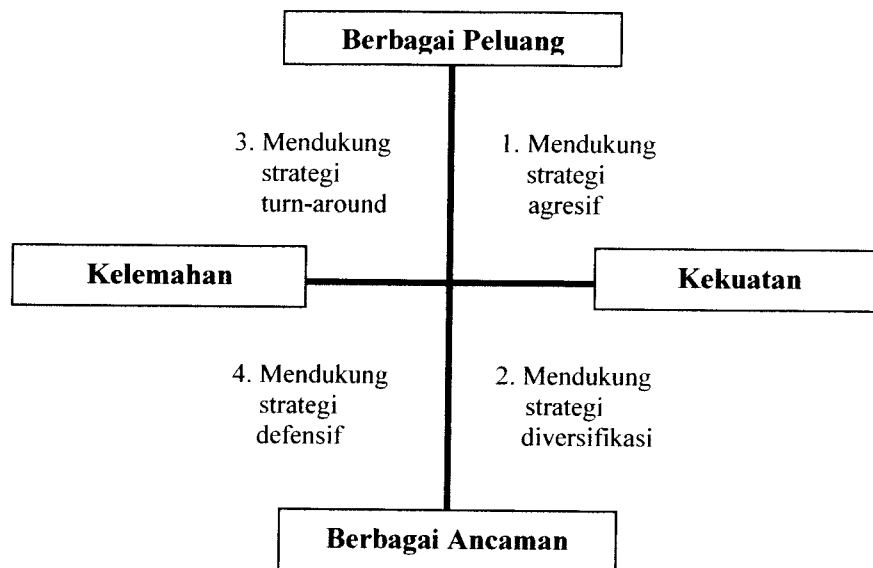 Berbagai Peluang
3. Mendukung
strategi
turn-around
1. Mendukung
strategi
agresif
Kelemahan
Kekuatan
4. Mendukung
strategi
defensif
2. Mendukung
strategi
diversifikasi
Berbagai Ancaman